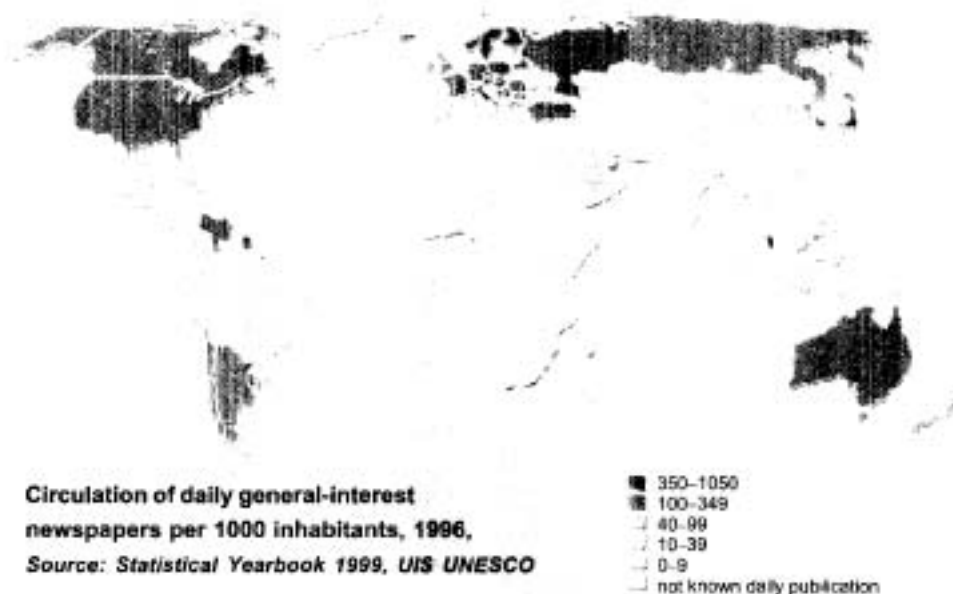 Circulation of daily general-interest
newspapers per 1000 inhabitants, 1996,
Source: Statistical Yearbook 1999, UIS UNESCO
350–1050
100–349
40–99
10–39
0–9
not known daily publication